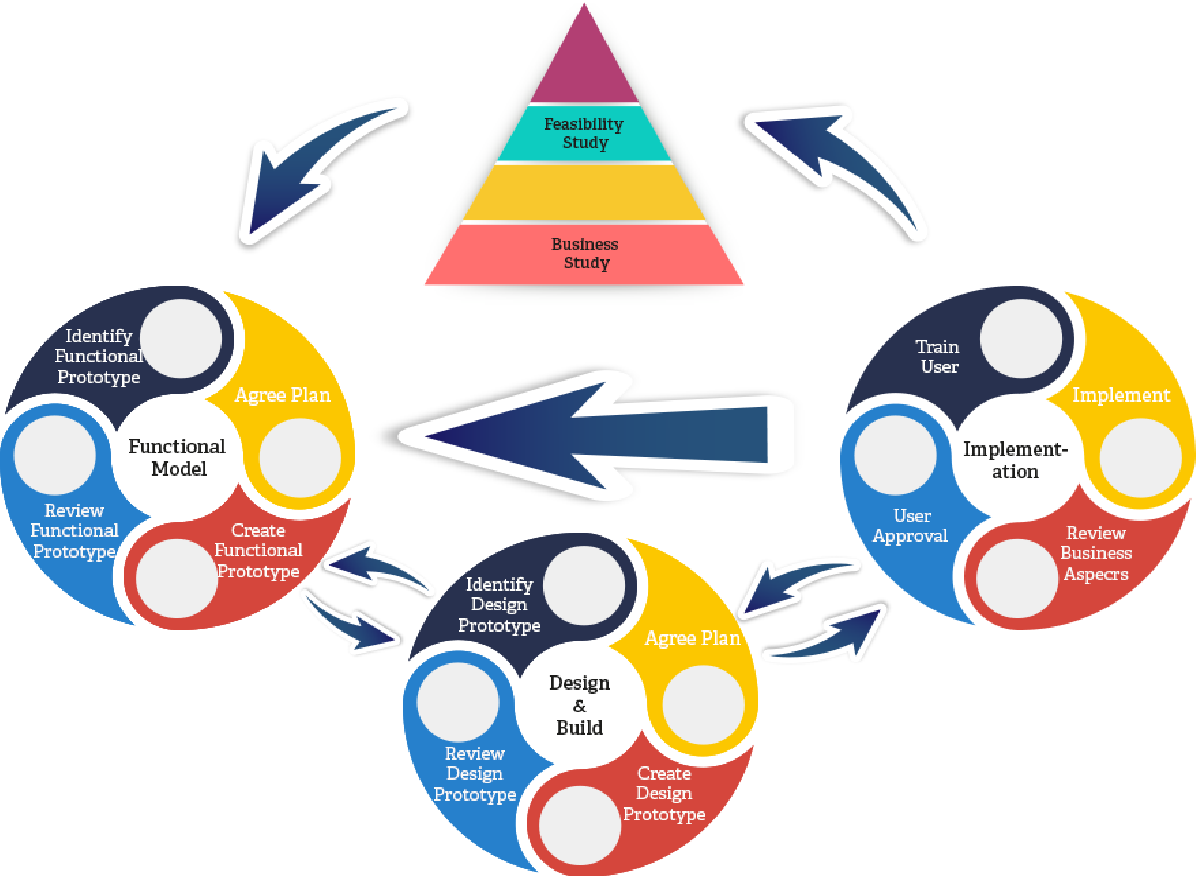 Feasibility
Study
Business
Study
Identify
Functional
Prototype
Agree Plan
Functional
Model
Review
Functional
Prototype
Create
Functional
Prototype
Train
User
Implement
Implement-
ation
User
Approval
Review
Business
Aspecrs
Identify
Design
Prototype
Agree Plan
Design
&
Build
Review
Design
Prototype
Create
Design
Prototype